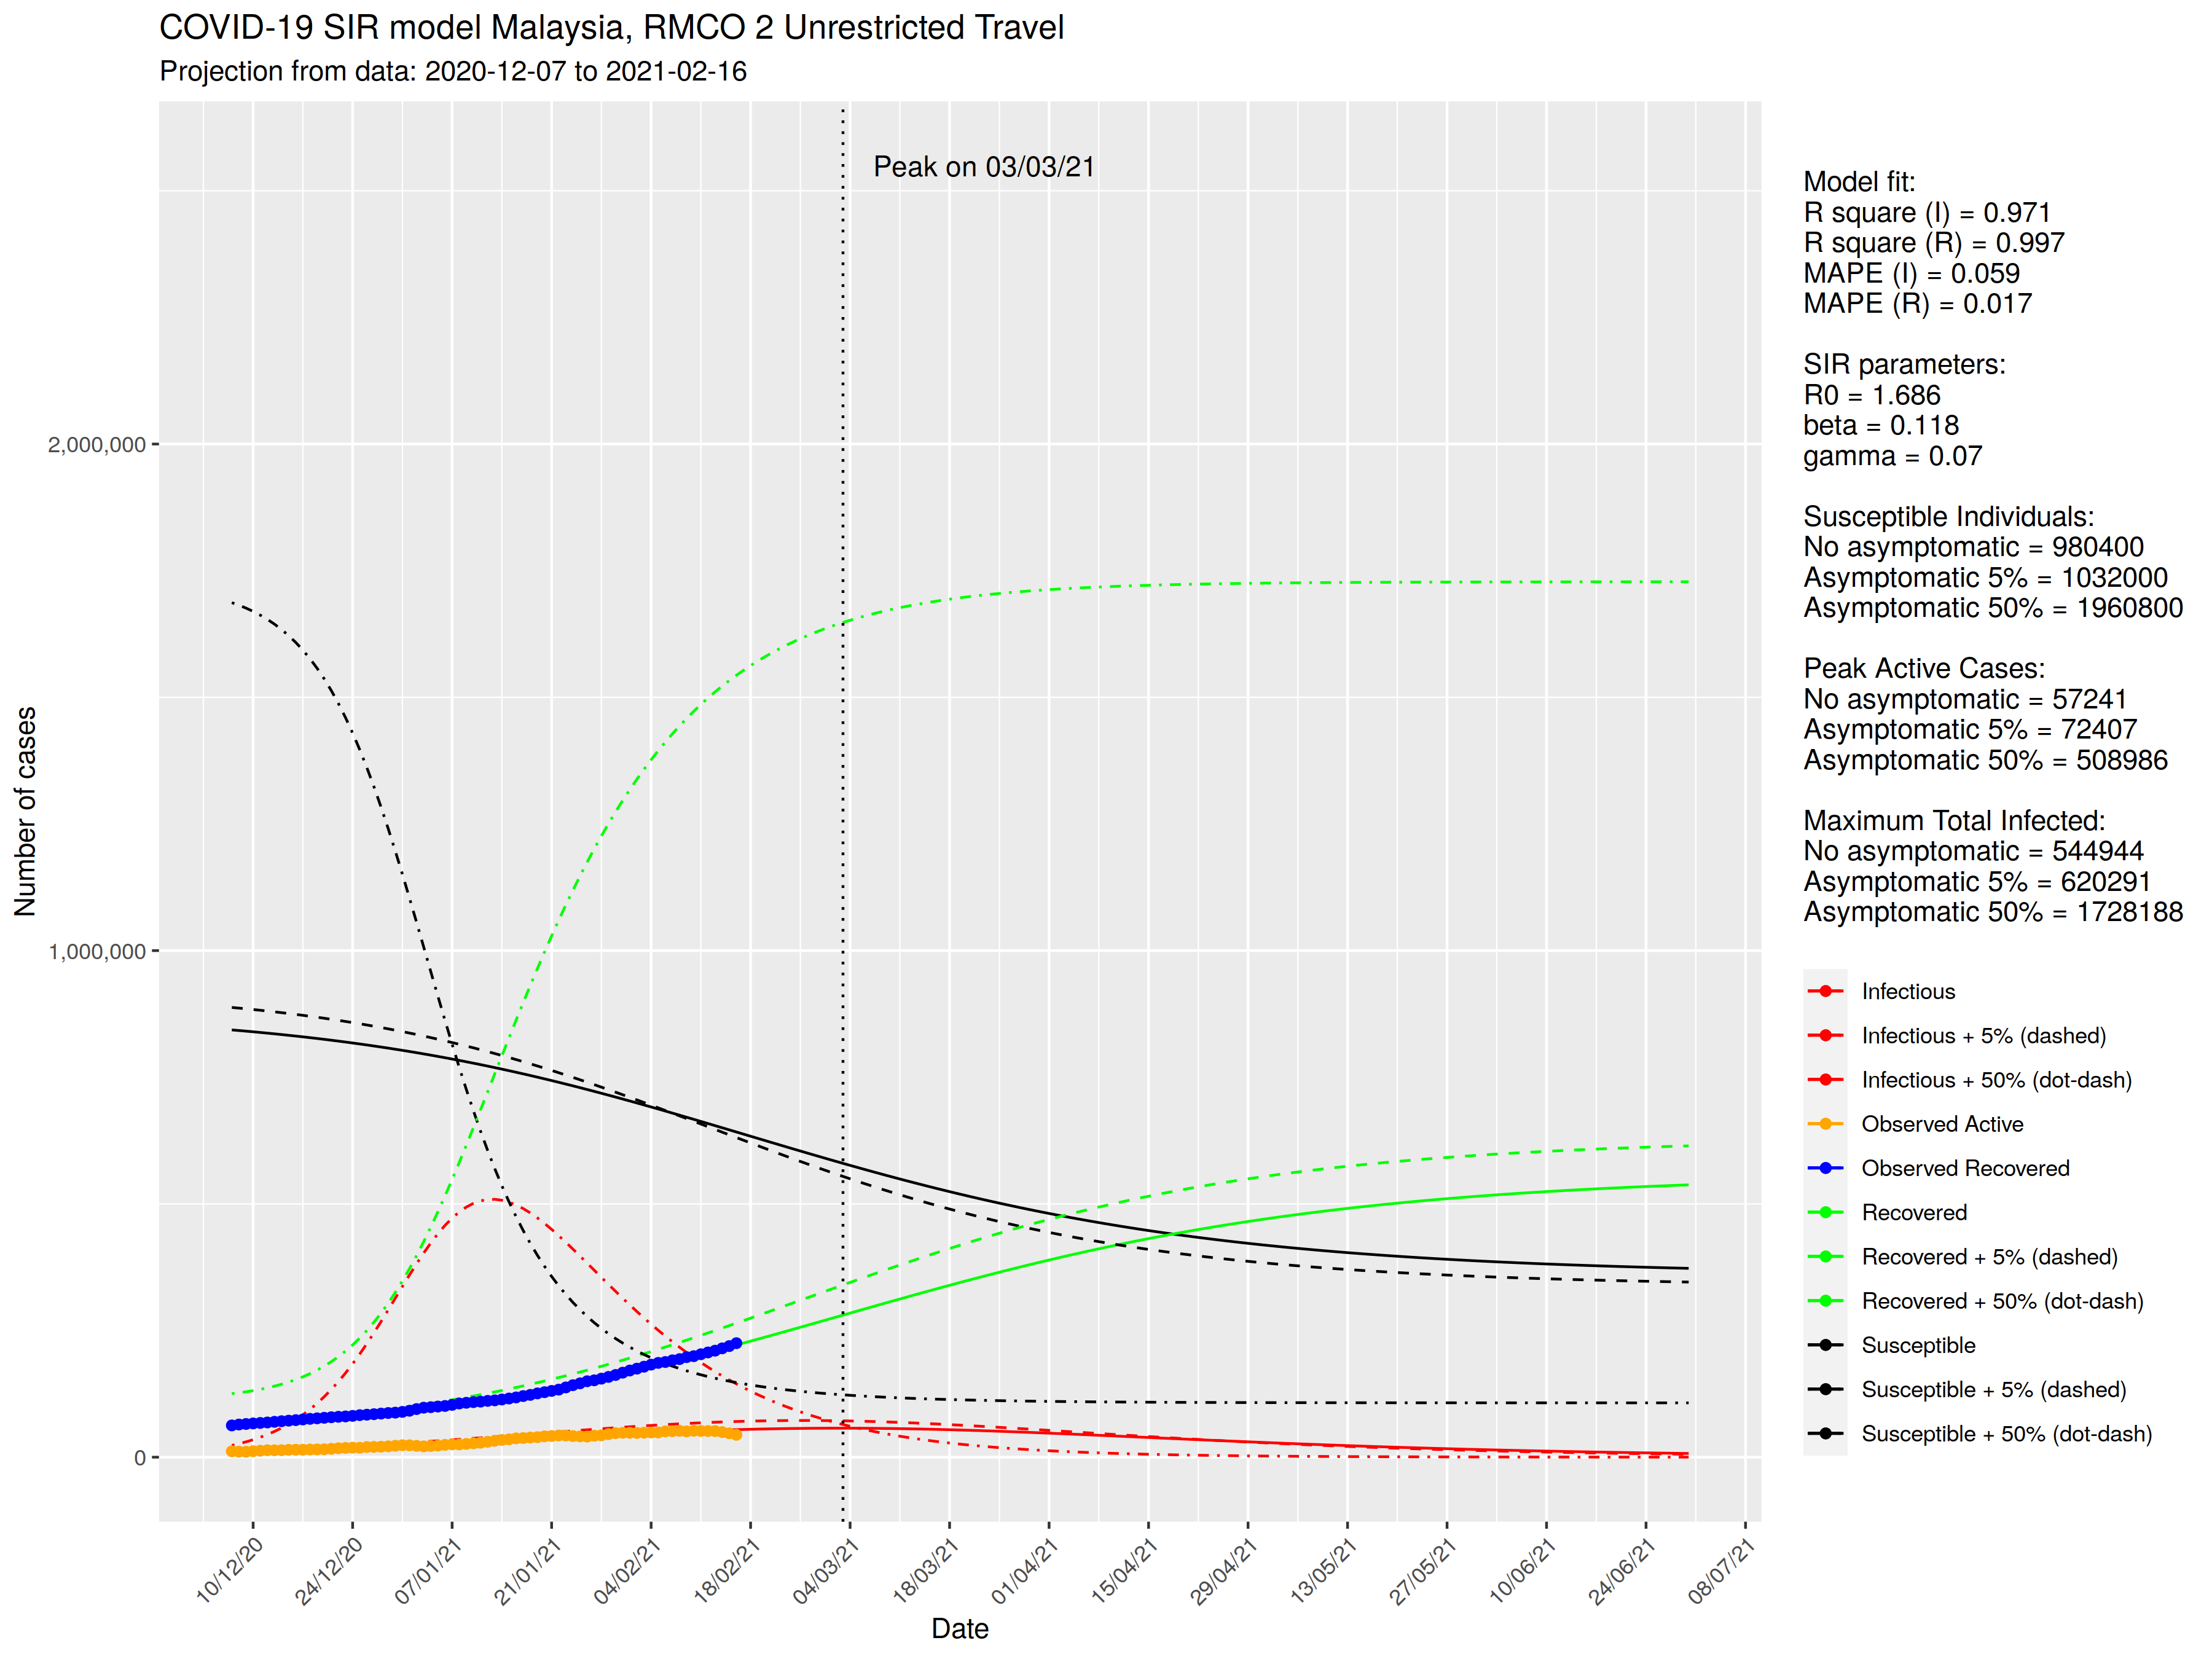 COVID-19 SIR model Malaysia, RMCO 2 Unrestricted Travel
Projection from data: 2020-12-07 to 2021-02-16
Peak on 03/03/21
Number of cases
2,000,000
1,000,000
0
10/12/20
24/12/20
07/01/21
21/01/21
04/02/21
18/02/21
04/03/21
18/03/21
01/04/21
15/04/21
29/04/21
13/05/21
27/05/21
10/06/21
24/06/21
08/07/21
Date
Model fit:
R square (I) = 0.971
R square (R) = 0.997
MAPE (I) = 0.059
MAPE (R) = 0.017
SIR parameters:
R0 = 1.686
beta = 0.118
gamma = 0.07
Susceptible Individuals:
No asymptomatic = 980400
Asymptomatic 5% = 1032000
Asymptomatic 50% = 1960800
Peak Active Cases:
No asymptomatic = 57241
Asymptomatic 5% = 72407
Asymptomatic 50% = 508986
Maximum Total Infected:
No asymptomatic = 544944
Asymptomatic 5% = 620291
Asymptomatic 50% = 1728188
Infectious
Infectious + 5% (dashed)
Infectious + 50% (dot-dash)
Observed Active
Observed Recovered
Recovered
Recovered + 5% (dashed)
Recovered + 50% (dot-dash)
Susceptible
Susceptible + 5% (dashed)
Susceptible + 50% (dot-dash)